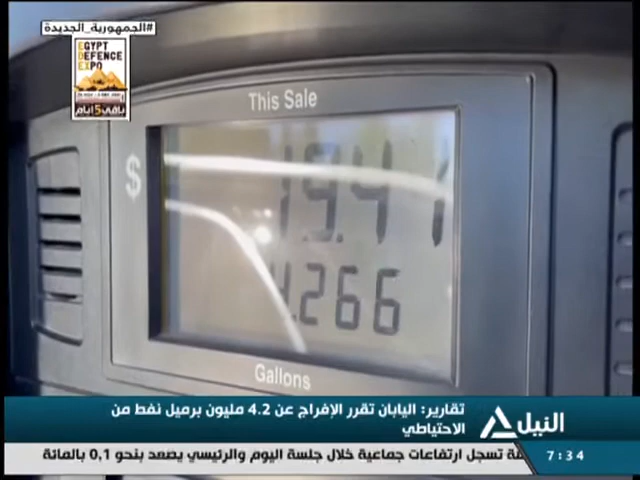 #الجمهورية_الجديدة
EGYPT
DEFENCE
EXPO
باقي 5 أيام
This Sale
$ 19.41
4.266
Gallons
تقارير: اليابان تقرر الإفراج عن 4.2 مليون برميل نفط من
الاحتياطي
النيل
تسجل ارتفاعات جماعية خلال جلسة اليوم والرئيسي يصعد بنحو 0,1 بالمائة
7:34